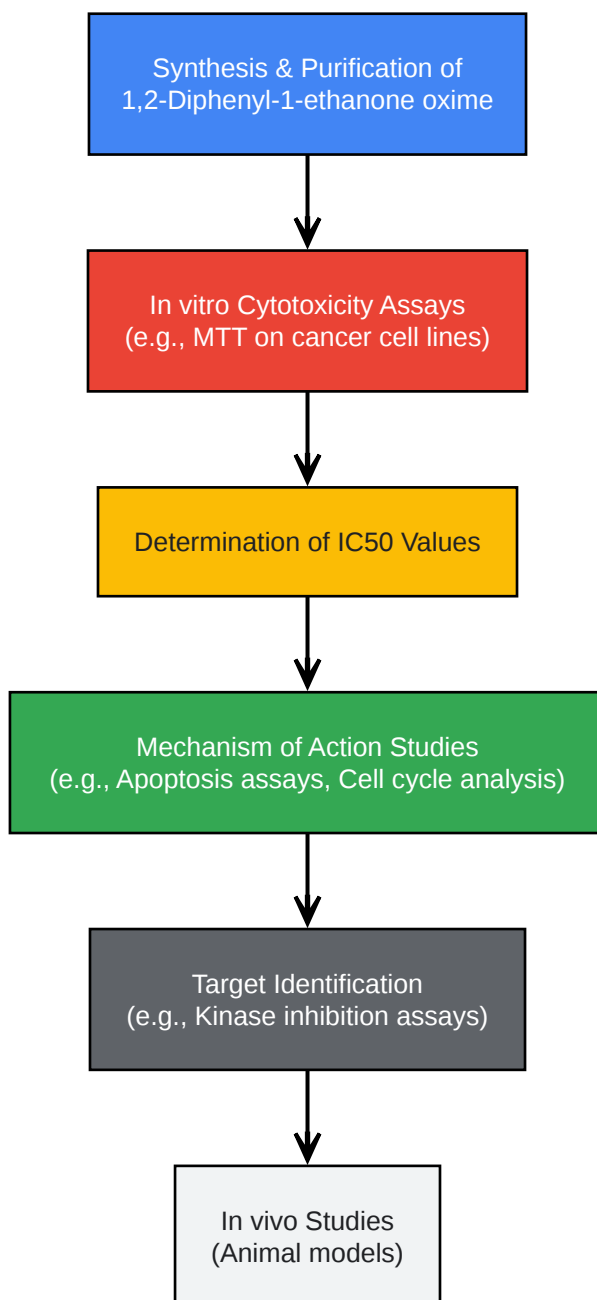 Synthesis & Purification of
1,2-Diphenyl-1-ethanone oxime
In vitro Cytotoxicity Assays
(e.g., MTT on cancer cell lines)
Determination of IC50 Values
Mechanism of Action Studies
(e.g., Apoptosis assays, Cell cycle analysis)
Target Identification
(e.g., Kinase inhibition assays)
In vivo Studies
(Animal models)